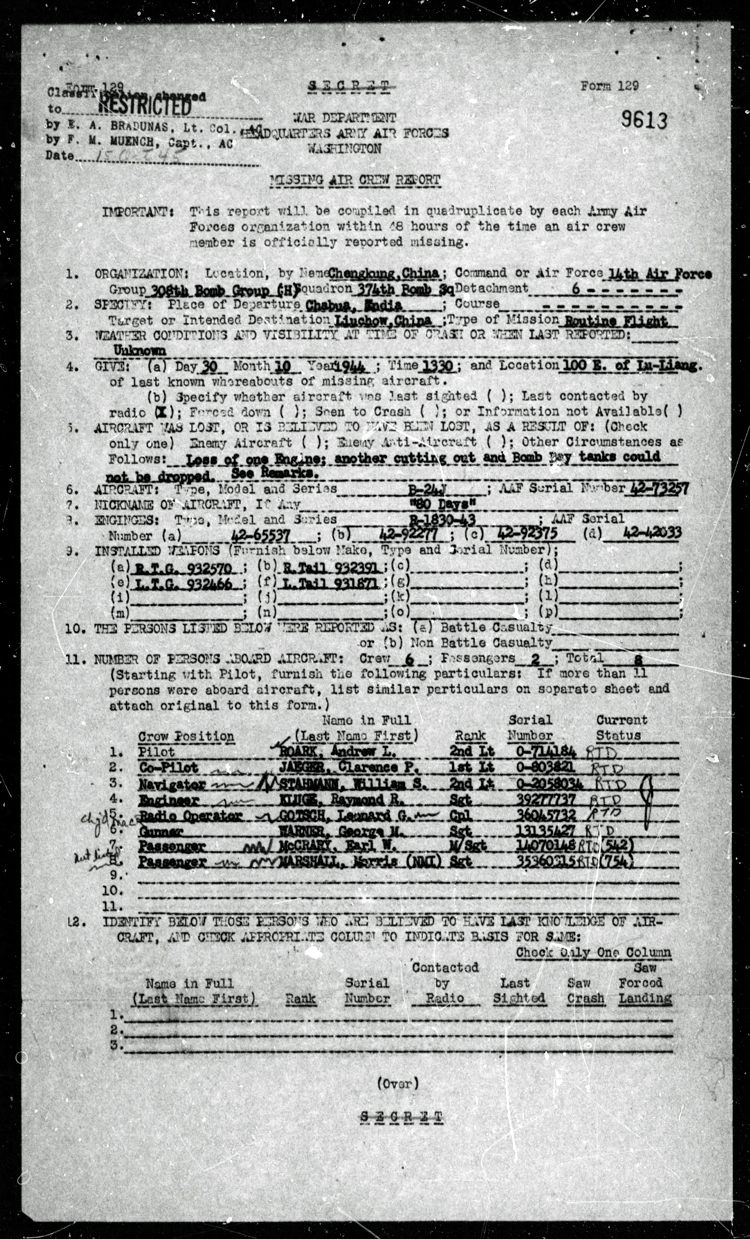 Form 129
SECRET
Form 129
Classification changed
to RESTRICTED
by E. A. BRADUNAS, Lt. Col., AC
by F. M. MUENCH, Capt., AC
Date
WAR DEPARTMENT
HEADQUARTERS ARMY AIR FORCES
WASHINGTON
9613
MISSING AIR CREW REPORT
IMPORTANT: This report will be compiled in quadruplicate by each Army Air
Forces organization within 48 hours of the time an air crew
member is officially reported missing.
1. ORGANIZATION: Location, by Name Chengkung, China; Command or Air Force 14th Air Force
Group 308th Bomb Group (H) Squadron 374th Bomb Sq Detachment 6 - - - - - - -
2. SPECIFY: Place of Departure Chabua, India ; Course - - - - - - - - -
Target or Intended Destination Liuchow, China ; Type of Mission Routine Flight
3. WEATHER CONDITIONS AND VISIBILITY AT TIME OF CRASH OR WHEN LAST REPORTED:
Unknown
4. GIVE: (a) Day 30 Month 10 Year 1944 ; Time 1330 ; and Location 100 E. of Lu-Liang.
of last known whereabouts of missing aircraft.
(b) Specify whether aircraft was last sighted ( ); Last contacted by
radio (X); Forced down ( ); Seen to Crash ( ); or Information not Available( )
5. AIRCRAFT WAS LOST, OR IS BELIEVED TO HAVE BEEN LOST, AS A RESULT OF: (Check
only one) Enemy Aircraft ( ); Enemy Anti-Aircraft ( ); Other Circumstances as
Follows: Loss of one Engine; another cutting out and Bomb Bay tanks could
not be dropped. See Remarks.
6. AIRCRAFT: Type, Model and Series B-24J ; AAF Serial Number 42-73257
7. NICKNAME OF AIRCRAFT, If Any "80 Days"
8. ENGINES: Type, Model and Series R-1830-43 ; AAF Serial
Number (a) 42-65537 ; (b) 42-92277 ; (c) 42-92375 (d) 42-42033
9. INSTALLED WEAPONS (Furnish below Make, Type and Serial Number);
(a) R.T.G. 932570 ; (b) R.Tail 932391 ;(c) ; (d) ;
(e) L.T.G. 932466 ; (f) L.Tail 931871 ;(g) ; (h) ;
(i) ; (j) ;(k) ; (l) ;
(m) ; (n) ;(o) ; (p) ;
10. THE PERSONS LISTED BELOW WERE REPORTED AS: (a) Battle Casualty
or (b) Non Battle Casualty
11. NUMBER OF PERSONS ABOARD AIRCRAFT: Crew 6 ; Passengers 2 ; Total 8
(Starting with Pilot, furnish the following particulars: If more than 11
persons were aboard aircraft, list similar particulars on separate sheet and
attach original to this form.)
Name in Full Serial Current
Crew Position (Last Name First) Rank Number Status
1. Pilot ROARK, Andrew L. 2nd Lt O-714184 RTD
2. Co-Pilot JAEGER, Clarence P. 1st Lt O-803821 RTD
3. Navigator STAHMANN, William S. 2nd Lt O-2058034 RTD
4. Engineer KLUGE, Raymond R. Sgt 39277737 RTD
5. Radio Operator GOTSCH, Leonard G. Cpl 36045732 RTD
6. Gunner WARNER, George M. Sgt 13135427 RTD
7. Passenger McCRARY, Earl W. M/Sgt 14070148 RTD (542)
8. Passenger MARSHALL, Morris (NMI) Sgt 35360315 RTD (754)
9.
10.
11.
12. IDENTIFY BELOW THOSE PERSONS WHO ARE BELIEVED TO HAVE LAST KNOWLEDGE OF AIR-
CRAFT, AND CHECK APPROPRIATE COLUMN TO INDICATE BASIS FOR SAME:
Check Only One Column
Contacted Saw
Name in Full Serial by Last Saw Forced
(Last Name First) Rank Number Radio Sighted Crash Landing
1.
2.
3.
(Over)
SECRET